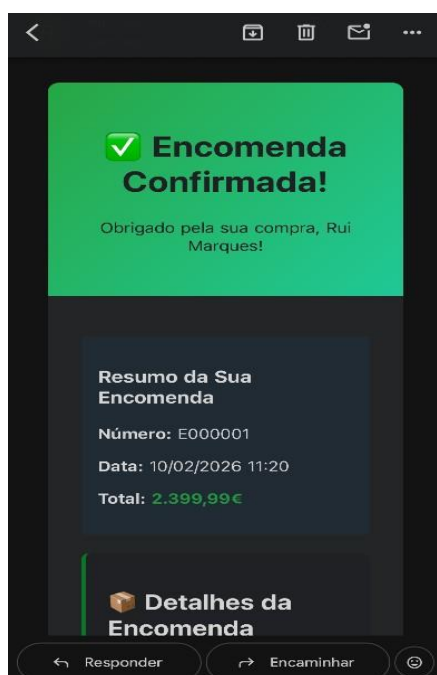 ✅ Encomenda
Confirmada!
Obrigado pela sua compra, Rui
Marques!
Resumo da Sua
Encomenda
Número: E000001
Data: 10/02/2026 11:20
Total: 2.399,99€
📦 Detalhes da
Encomenda
Responder
Encaminhar